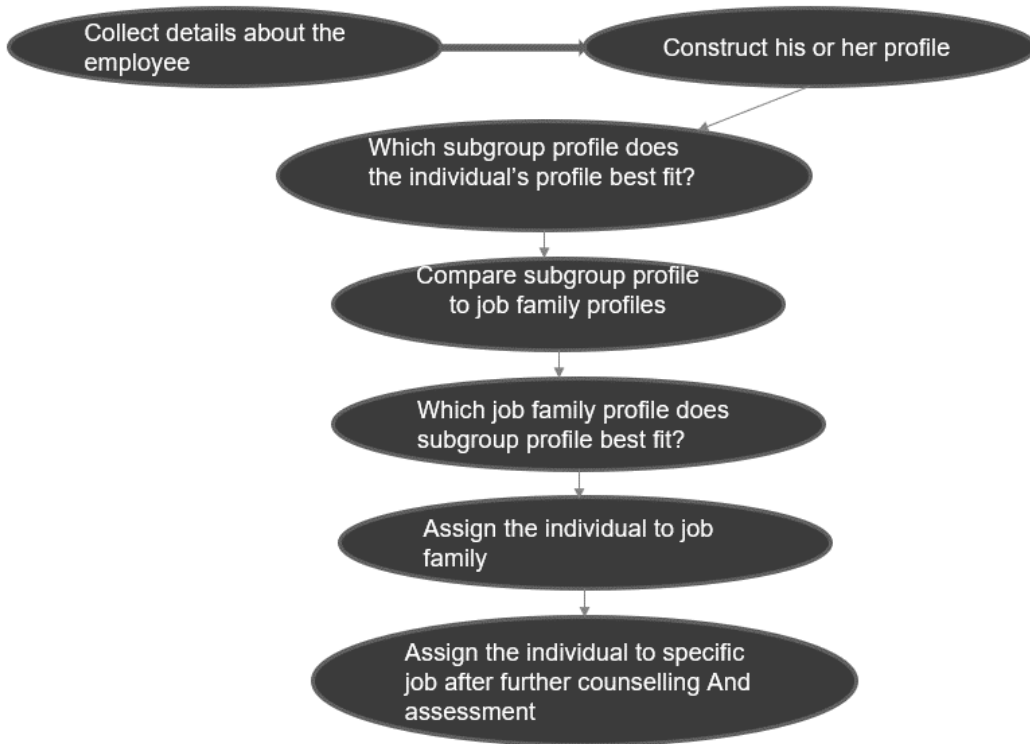 Collect details about the
employee
Construct his or her profile
Which subgroup profile does
the individual’s profile best fit?
Compare subgroup profile
to job family profiles
Which job family profile does
subgroup profile best fit?
Assign the individual to job
family
Assign the individual to specific
job after further counselling And
assessment